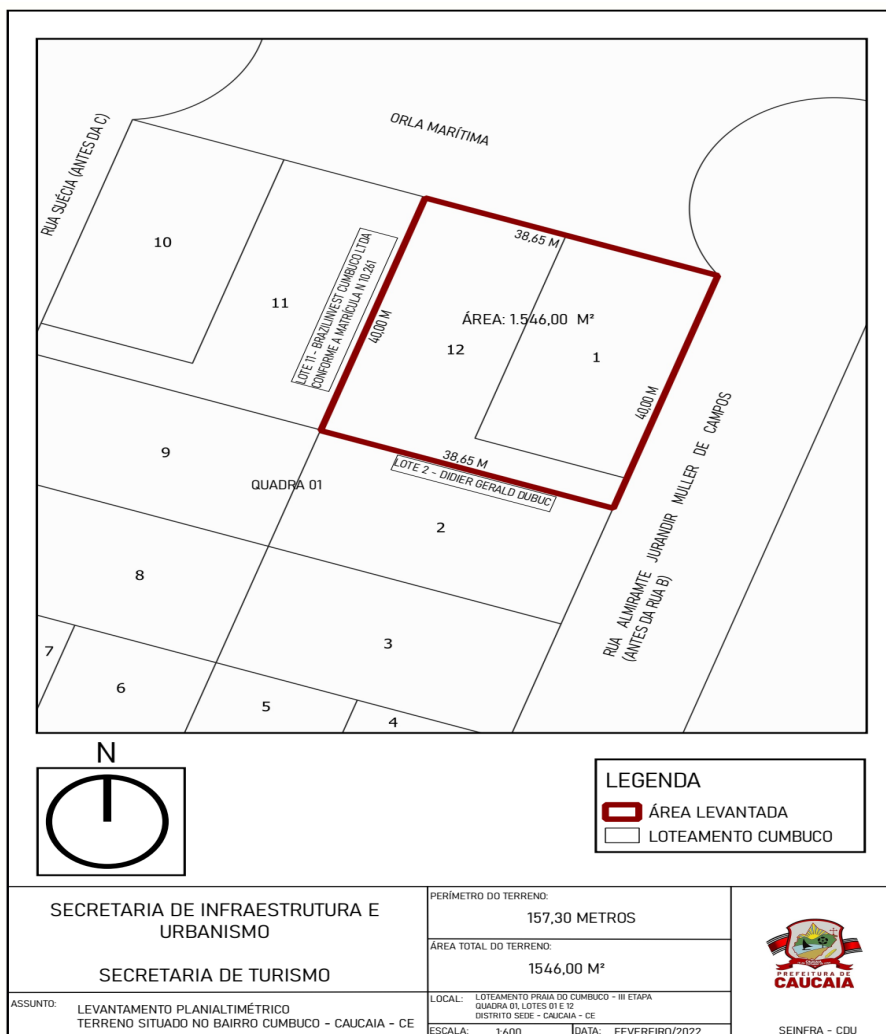 ORLA MARÍTIMA
RUA SUÉCIA (ANTES DA C)
10
11
LOTE 11 - BRAZILINVEST CUMBUCO LTDA
CONFORME A MATRÍCULA N 10.261
40,00 M
38,65 M
ÁREA: 1.546,00 M²
12
1
40,00 M
38,65 M
LOTE 2 - DIDIER GERALD DUBUC
9
QUADRA 01
2
RUA ALMIRAMTE JURANDIR MULLER DE CAMPOS
(ANTES DA RUA B)
8
3
7
6
5
4
N
LEGENDA
ÁREA LEVANTADA
LOTEAMENTO CUMBUCO
SECRETARIA DE INFRAESTRUTURA E
URBANISMO
SECRETARIA DE TURISMO
ASSUNTO:
LEVANTAMENTO PLANIALTIMÉTRICO
TERRENO SITUADO NO BAIRRO CUMBUCO - CAUCAIA - CE
PERÍMETRO DO TERRENO:
157,30 METROS
ÁREA TOTAL DO TERRENO:
1546,00 M²
LOCAL: LOTEAMENTO PRAIA DO CUMBUCO - III ETAPA
QUADRA 01, LOTES 01 E 12
DISTRITO SEDE - CAUCAIA - CE
ESCALA: 1:600
DATA: FEVEREIRO/2022
PREFEITURA DE
CAUCAIA
SEINFRA - CDU